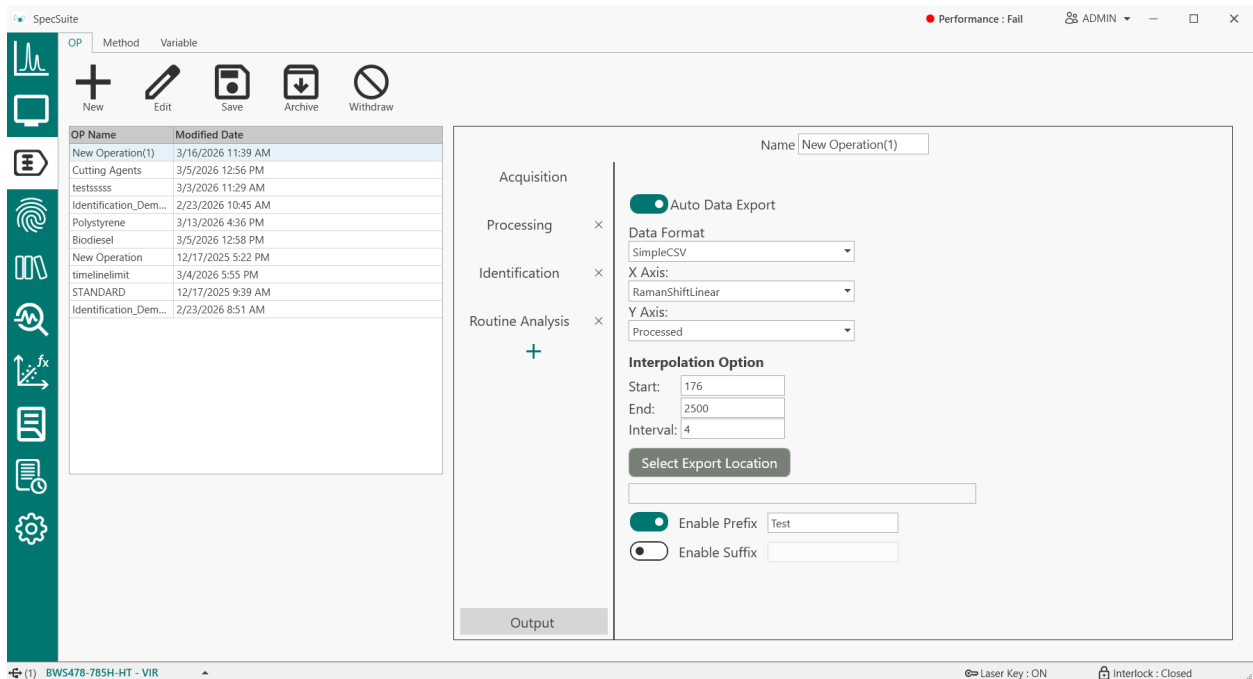 SpecSuite
Performance : Fail
ADMIN
OP Method Variable
New Edit Save Archive Withdraw
OP Name Modified Date
New Operation(1) 3/16/2026 11:39 AM
Cutting Agents 3/5/2026 12:56 PM
testsssss 3/3/2026 11:29 AM
Identification_Dem... 2/23/2026 10:45 AM
Polystyrene 3/13/2026 4:36 PM
Biodiesel 3/5/2026 12:58 PM
New Operation 12/17/2025 5:22 PM
timelinelimit 3/4/2026 5:55 PM
STANDARD 12/17/2025 9:39 AM
Identification_Dem... 2/23/2026 8:51 AM
Name New Operation(1)
Acquisition
Processing
Identification
Routine Analysis
Output
Auto Data Export
Data Format
SimpleCSV
X Axis:
RamanShiftLinear
Y Axis:
Processed
Interpolation Option
Start: 176
End: 2500
Interval: 4
Select Export Location
Enable Prefix Test
Enable Suffix
fx
(1) BWS478-785H-HT - VIR
Laser Key : ON
Interlock : Closed